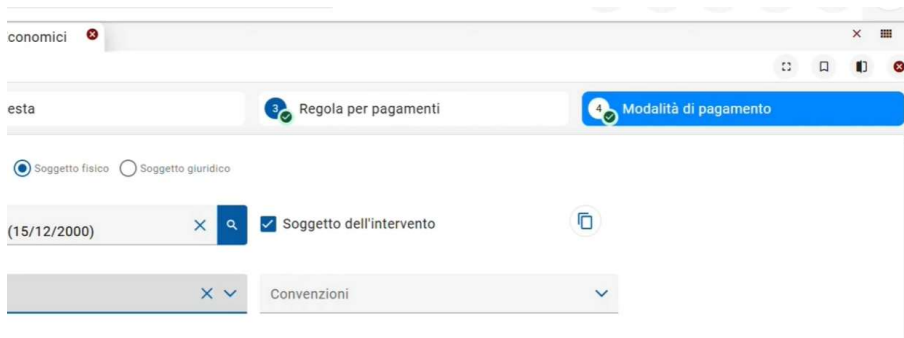 conomici
esta
3 Regola per pagamenti
4 Modalità di pagamento
Soggetto fisico Soggetto giuridico
(15/12/2000)
Soggetto dell'intervento
Convenzioni